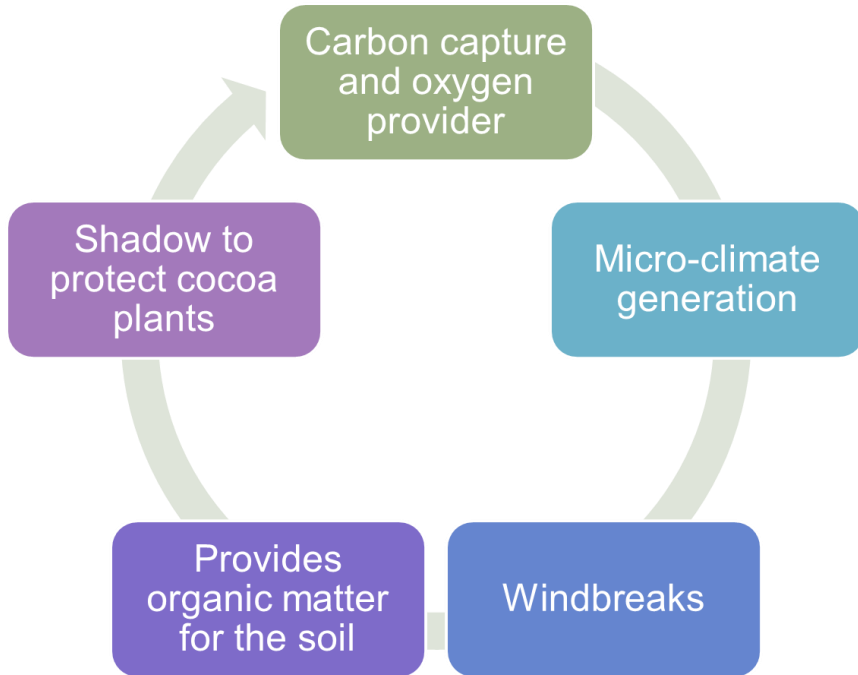 Carbon capture
and oxygen
provider
Micro-climate
generation
Windbreaks
Provides
organic matter
for the soil
Shadow to
protect cocoa
plants